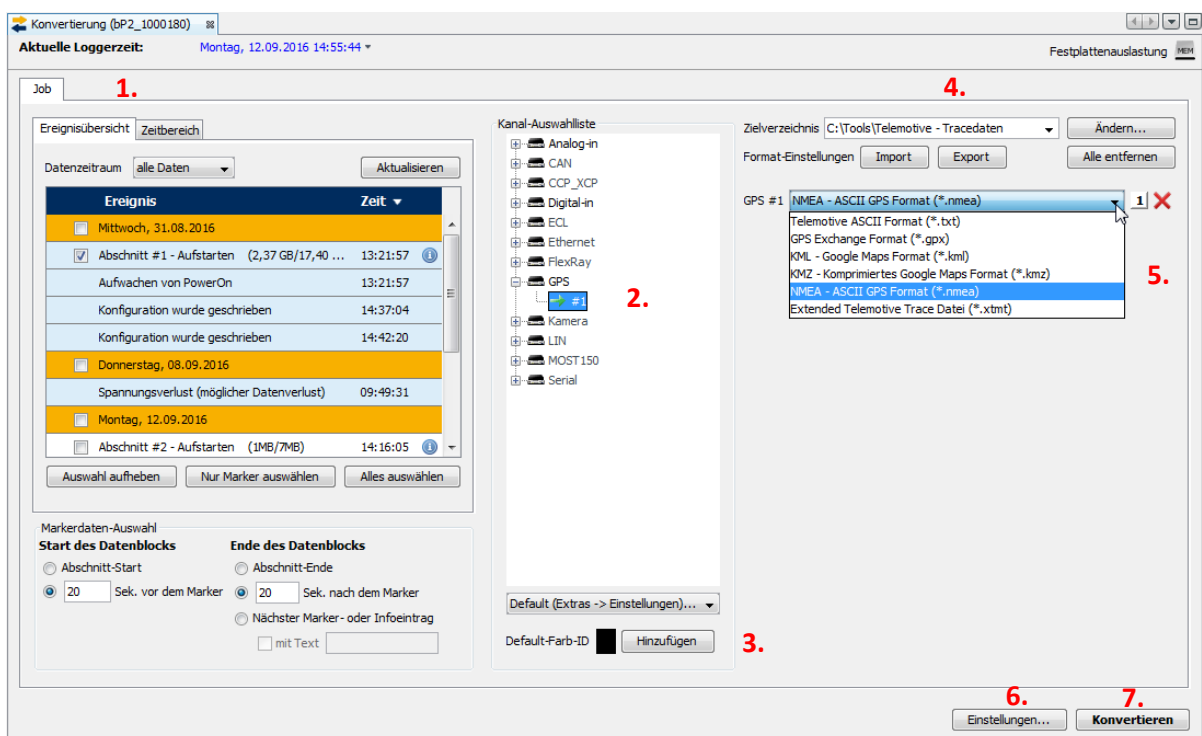 Konvertierung (bP2_1000180)
Aktuelle Loggerzeit: Montag, 12.09.2016 14:55:44
Festplattenauslastung MEM
Job
1.
4.
Ereignisübersicht Zeitbereich
Datenzeitraum alle Daten Aktualisieren
Ereignis Zeit
Mittwoch, 31.08.2016
Abschnitt #1 - Aufstarten (2,37 GB/17,40 ... 13:21:57
Aufwachen von PowerOn 13:21:57
Konfiguration wurde geschrieben 14:37:04
Konfiguration wurde geschrieben 14:42:20
Donnerstag, 08.09.2016
Spannungsverlust (möglicher Datenverlust) 09:49:31
Montag, 12.09.2016
Abschnitt #2 - Aufstarten (1MB/7MB) 14:16:05
Auswahl aufheben Nur Marker auswählen Alles auswählen
Markerdaten-Auswahl
Start des Datenblocks Ende des Datenblocks
Abschnitt-Start Abschnitt-Ende
20 Sek. vor dem Marker 20 Sek. nach dem Marker
Nächster Marker- oder Infoeintrag
mit Text
Kanal-Auswahlliste
Analog-in
CAN
CCP_XCP
Digital-in
ECL
Ethernet
FlexRay
GPS
#1
2.
Kamera
LIN
MOST150
Serial
Default (Extras -> Einstellungen)...
Default-Farb-ID Hinzufügen
3.
Zielverzeichnis C:\Tools\Telemotive - Tracedaten Ändern...
Format-Einstellungen Import Export Alle entfernen
GPS #1 NMEA - ASCII GPS Format (*.nmea) 1
Telemotive ASCII Format (*.txt)
GPS Exchange Format (*.gpx)
KML - Google Maps Format (*.kml)
KMZ - Komprimiertes Google Maps Format (*.kmz)
NMEA - ASCII GPS Format (*.nmea)
Extended Telemotive Trace Datei (*.xtmt)
5.
6.
7.
Einstellungen... Konvertieren